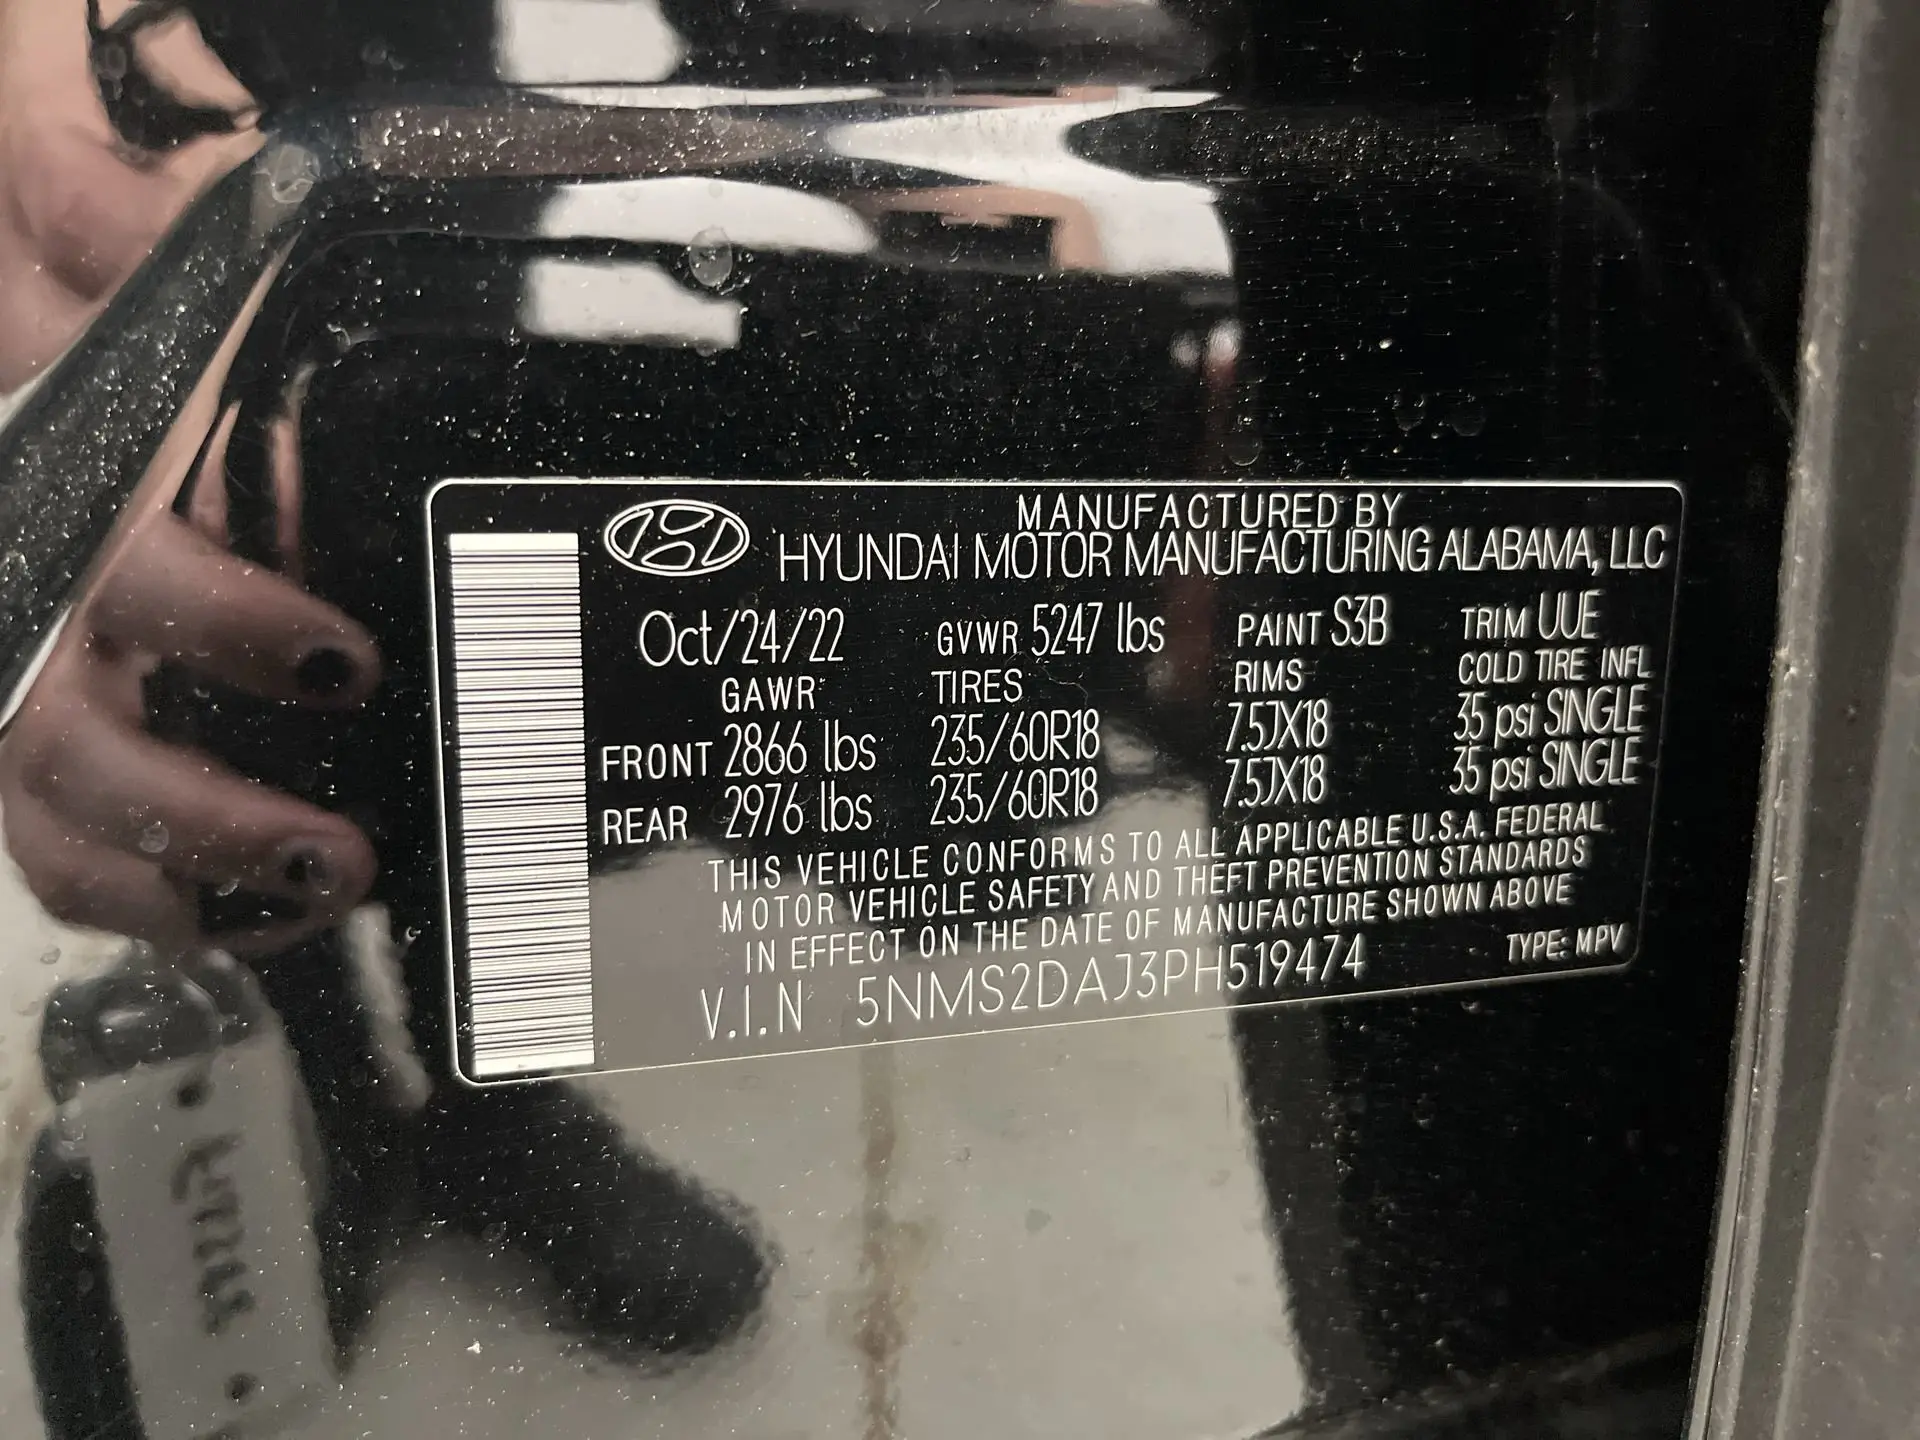 MANUFACTURED BY
HYUNDAI MOTOR MANUFACTURING ALABAMA, LLC
Oct/24/22 GVWR 5247 lbs PAINT S3B TRIM UUE
GAWR TIRES RIMS COLD TIRE INFL
FRONT 2866 lbs 235/60R18 7.5JX18 35 psi SINGLE
REAR 2976 lbs 235/60R18 7.5JX18 35 psi SINGLE
THIS VEHICLE CONFORMS TO ALL APPLICABLE U.S.A. FEDERAL
MOTOR VEHICLE SAFETY AND THEFT PREVENTION STANDARDS
IN EFFECT ON THE DATE OF MANUFACTURE SHOWN ABOVE
V.I.N 5NMS2DAJ3PH519474 TYPE: MPV